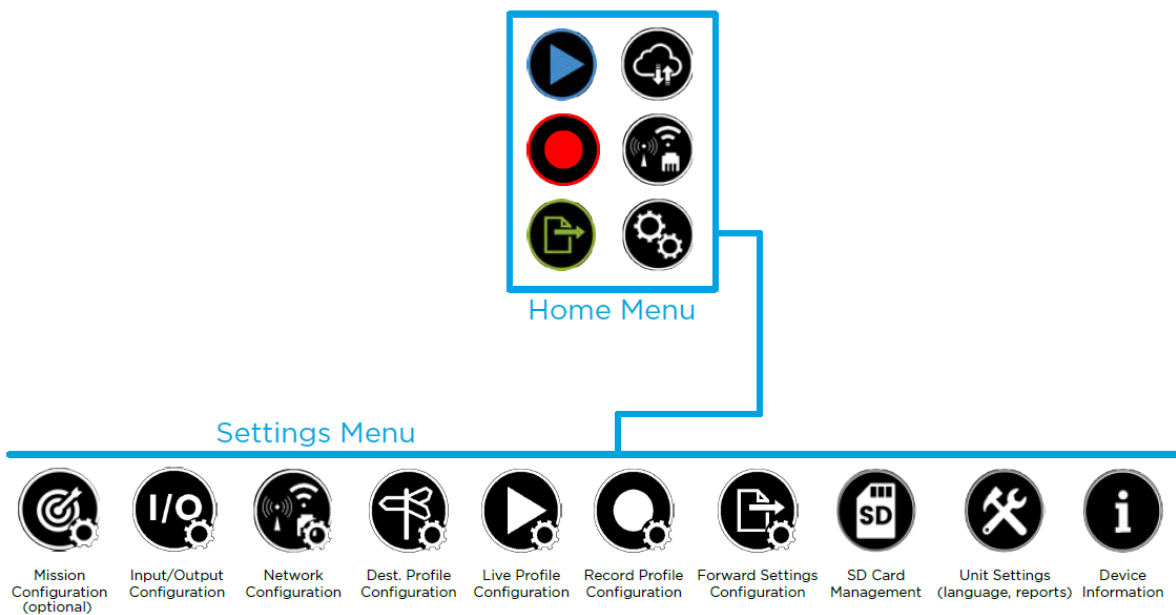 Home Menu
Settings Menu
I/O
SD
i
Mission
Configuration
(optional)
Input/Output
Configuration
Network
Configuration
Dest. Profile
Configuration
Live Profile
Configuration
Record Profile
Configuration
Forward Settings
Configuration
SD Card
Management
Unit Settings
(language, reports)
Device
Information